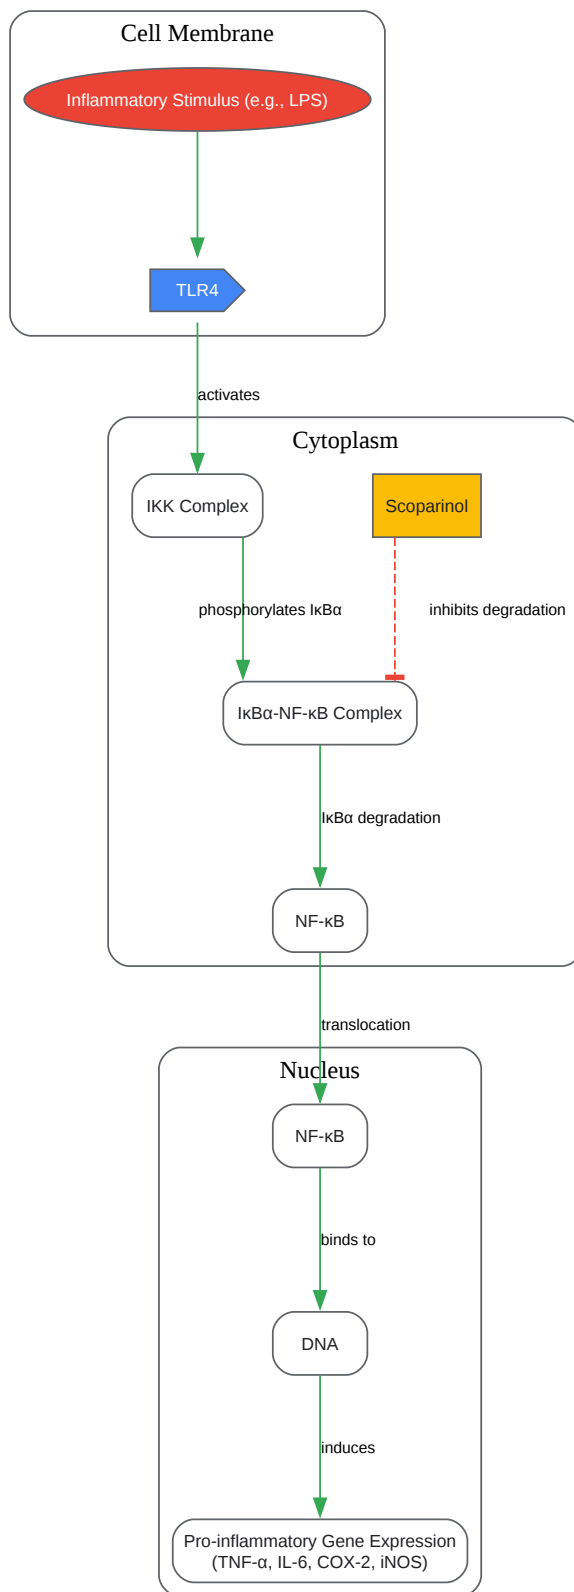 Cell Membrane
Inflammatory Stimulus (e.g., LPS)
TLR4
activates
Cytoplasm
IKK Complex
Scoparinol
phosphorylates IκBα
inhibits degradation
IκBα-NF-κB Complex
IκBα degradation
NF-κB
translocation
Nucleus
NF-κB
binds to
DNA
induces
Pro-inflammatory Gene Expression
(TNF-α, IL-6, COX-2, iNOS)